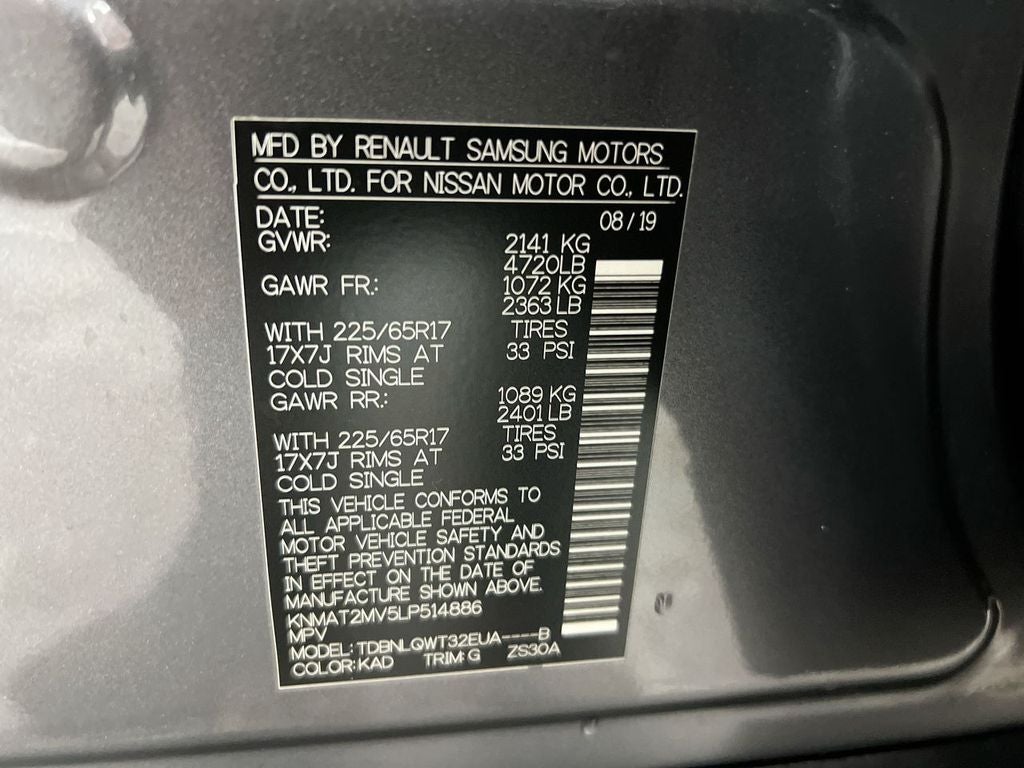 MFD BY RENAULT SAMSUNG MOTORS
CO., LTD. FOR NISSAN MOTOR CO., LTD.
DATE: 08/19
GVWR: 2141 KG
4720LB
GAWR FR.: 1072 KG
2363 LB
WITH 225/65R17 TIRES
17X7J RIMS AT 33 PSI
COLD SINGLE
GAWR RR.: 1089 KG
2401 LB
WITH 225/65R17 TIRES
17X7J RIMS AT 33 PSI
COLD SINGLE
THIS VEHICLE CONFORMS TO
ALL APPLICABLE FEDERAL
MOTOR VEHICLE SAFETY AND
THEFT PREVENTION STANDARDS
IN EFFECT ON THE DATE OF
MANUFACTURE SHOWN ABOVE.
KNMAT2MV5LP514886
MPV
MODEL: TDBNLQWT32EUA----B
COLOR: KAD TRIM: G ZS30A